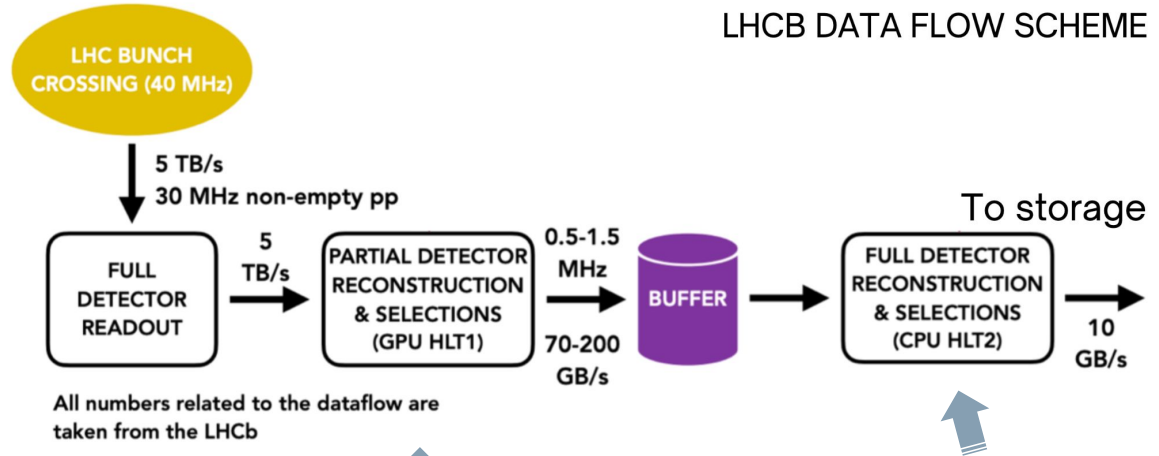 LHCB DATA FLOW SCHEME
LHC BUNCH
CROSSING (40 MHz)
5 TB/s
30 MHz non-empty pp
To storage
FULL
DETECTOR
READOUT
5
TB/s
PARTIAL DETECTOR
RECONSTRUCTION
& SELECTIONS
(GPU HLT1)
0.5-1.5
MHz
70-200
GB/s
BUFFER
FULL DETECTOR
RECONSTRUCTION
& SELECTIONS
(CPU HLT2)
10
GB/s
All numbers related to the dataflow are
taken from the LHCb